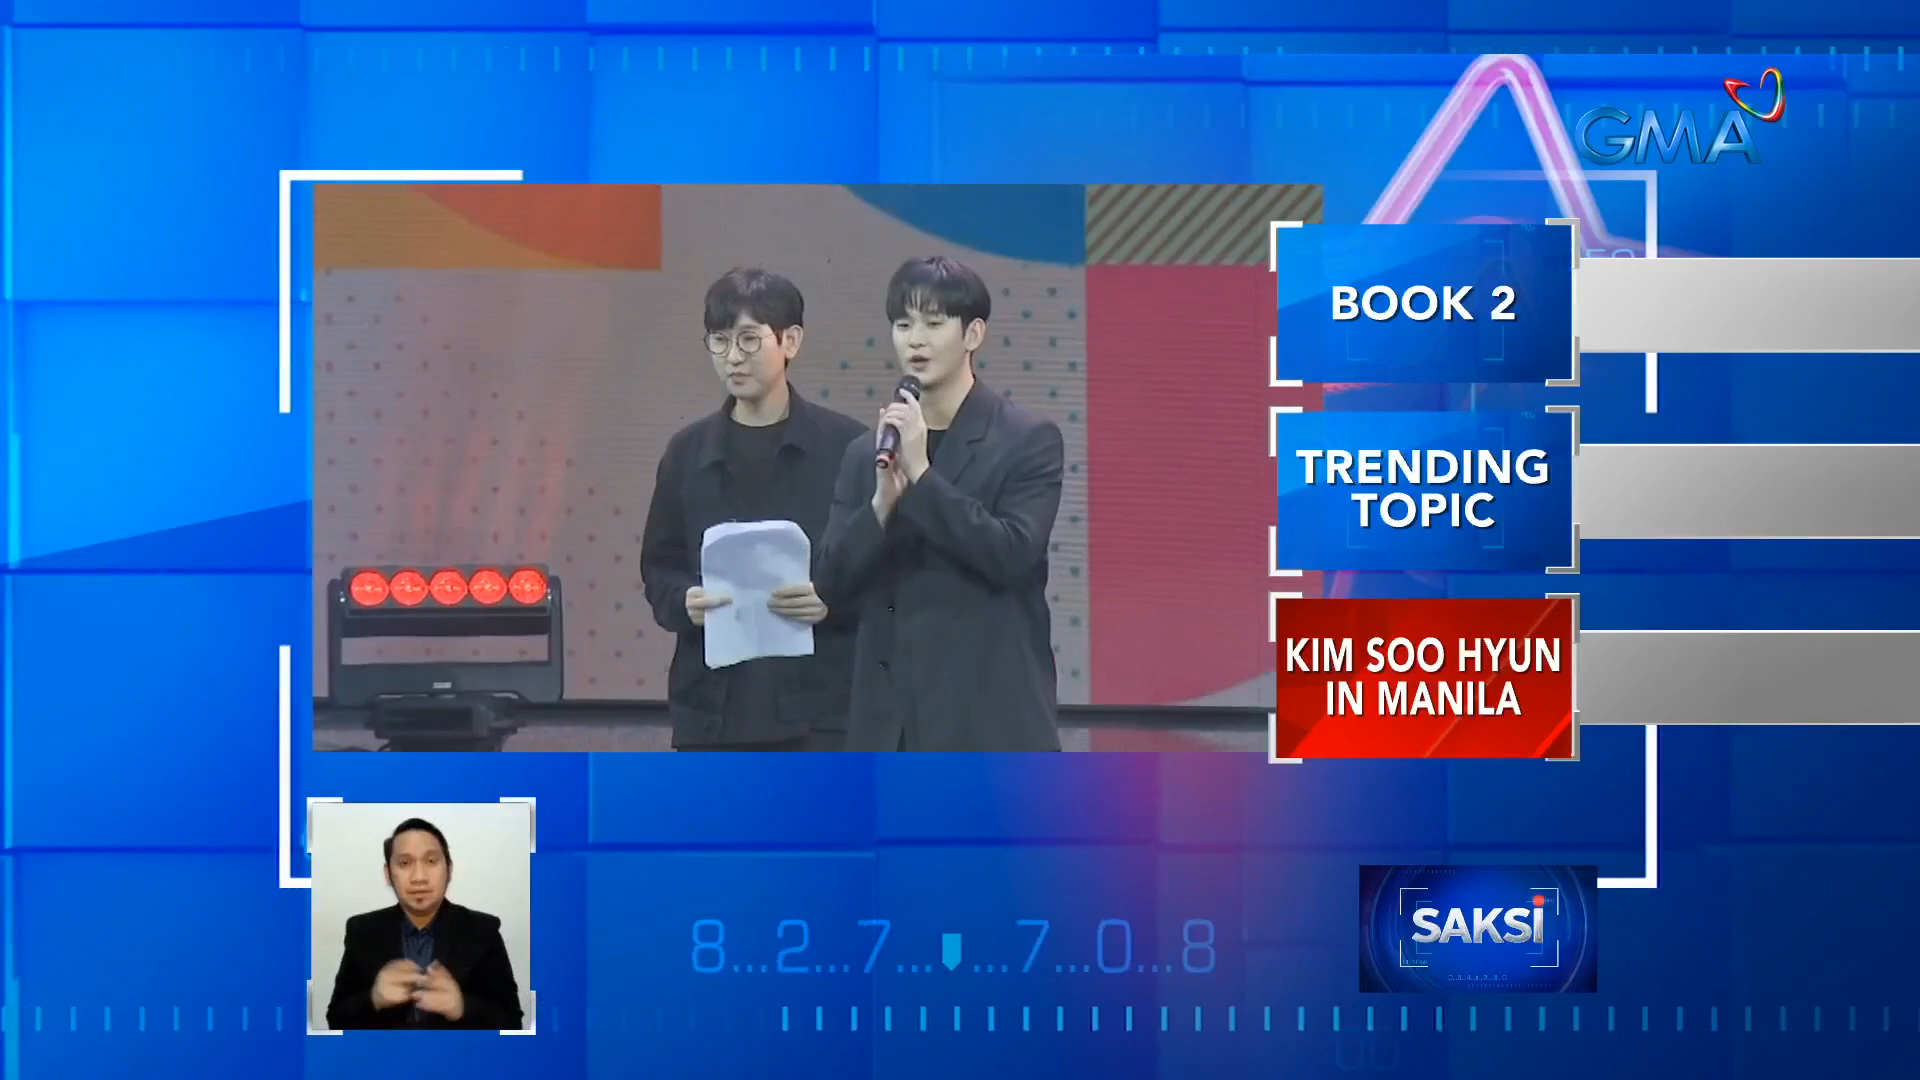 GMA
BOOK 2
TRENDING
TOPIC
KIM SOO HYUN
IN MANILA
8...2...7...
...7...0...8
SAKSI